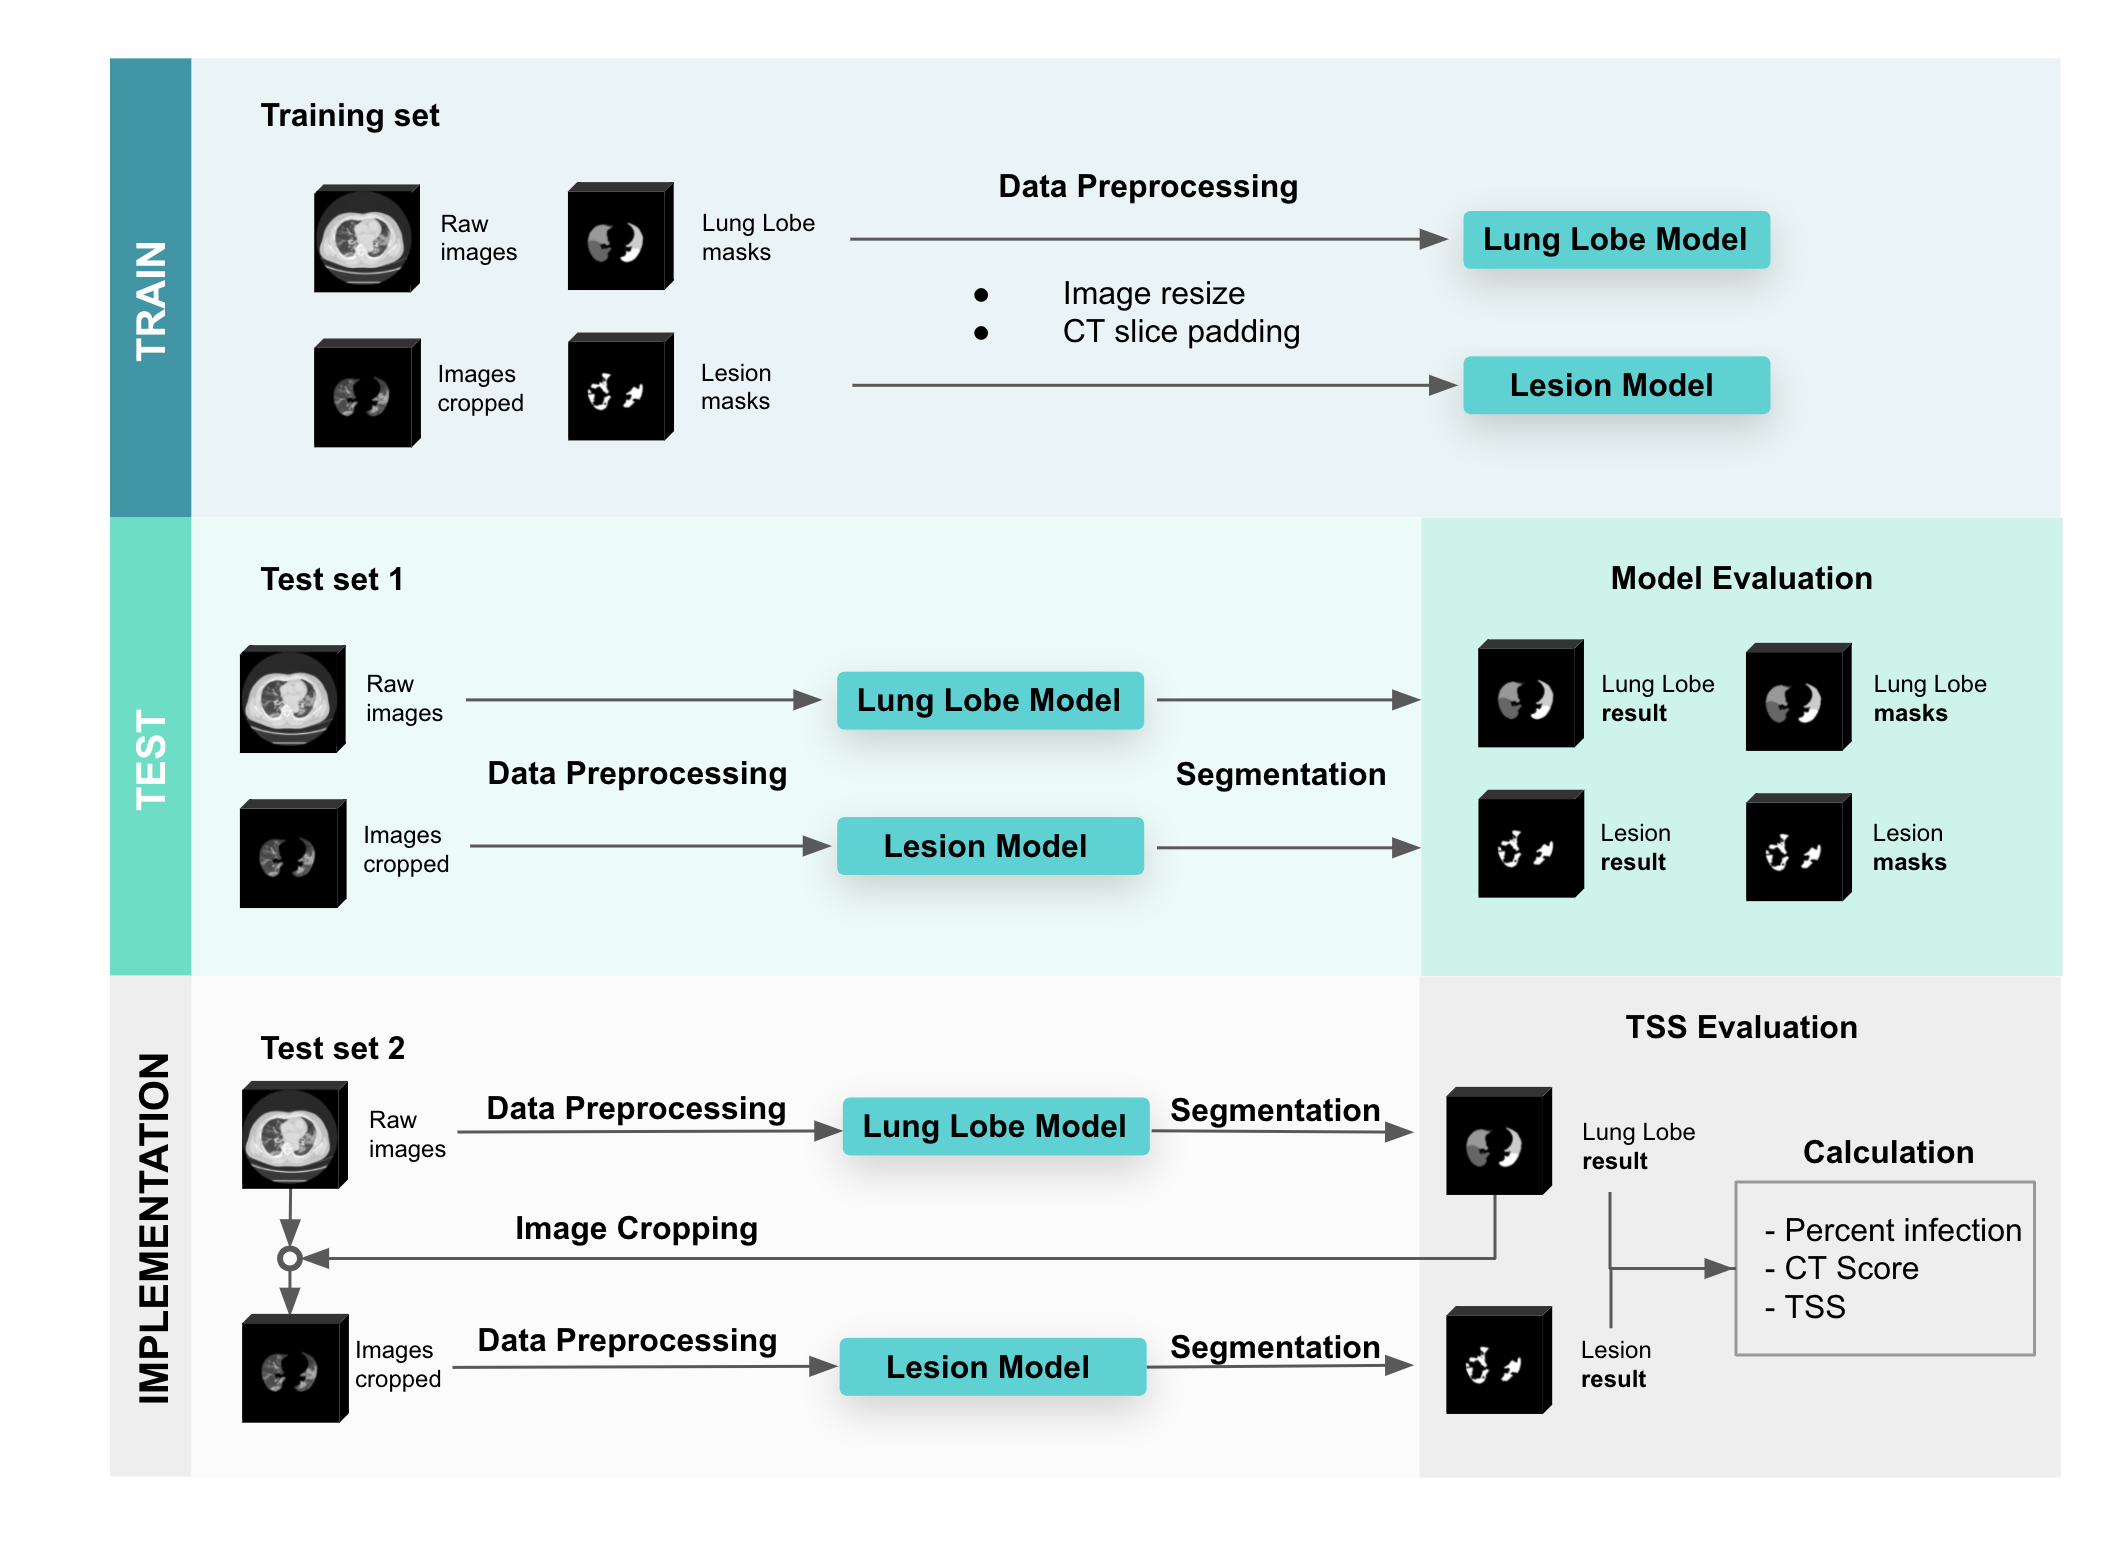 TRAIN
Training set
Raw
images
Lung Lobe
masks
Images
cropped
Lesion
masks
Data Preprocessing
● Image resize
● CT slice padding
Lung Lobe Model
Lesion Model
TEST
Test set 1
Raw
images
Images
cropped
Data Preprocessing
Lung Lobe Model
Lesion Model
Segmentation
Model Evaluation
Lung Lobe
result
Lung Lobe
masks
Lesion
result
Lesion
masks
IMPLEMENTATION
Test set 2
Raw
images
Data Preprocessing
Lung Lobe Model
Segmentation
Image Cropping
Images
cropped
Data Preprocessing
Lesion Model
Segmentation
TSS Evaluation
Lung Lobe
result
Lesion
result
Calculation
- Percent infection
- CT Score
- TSS